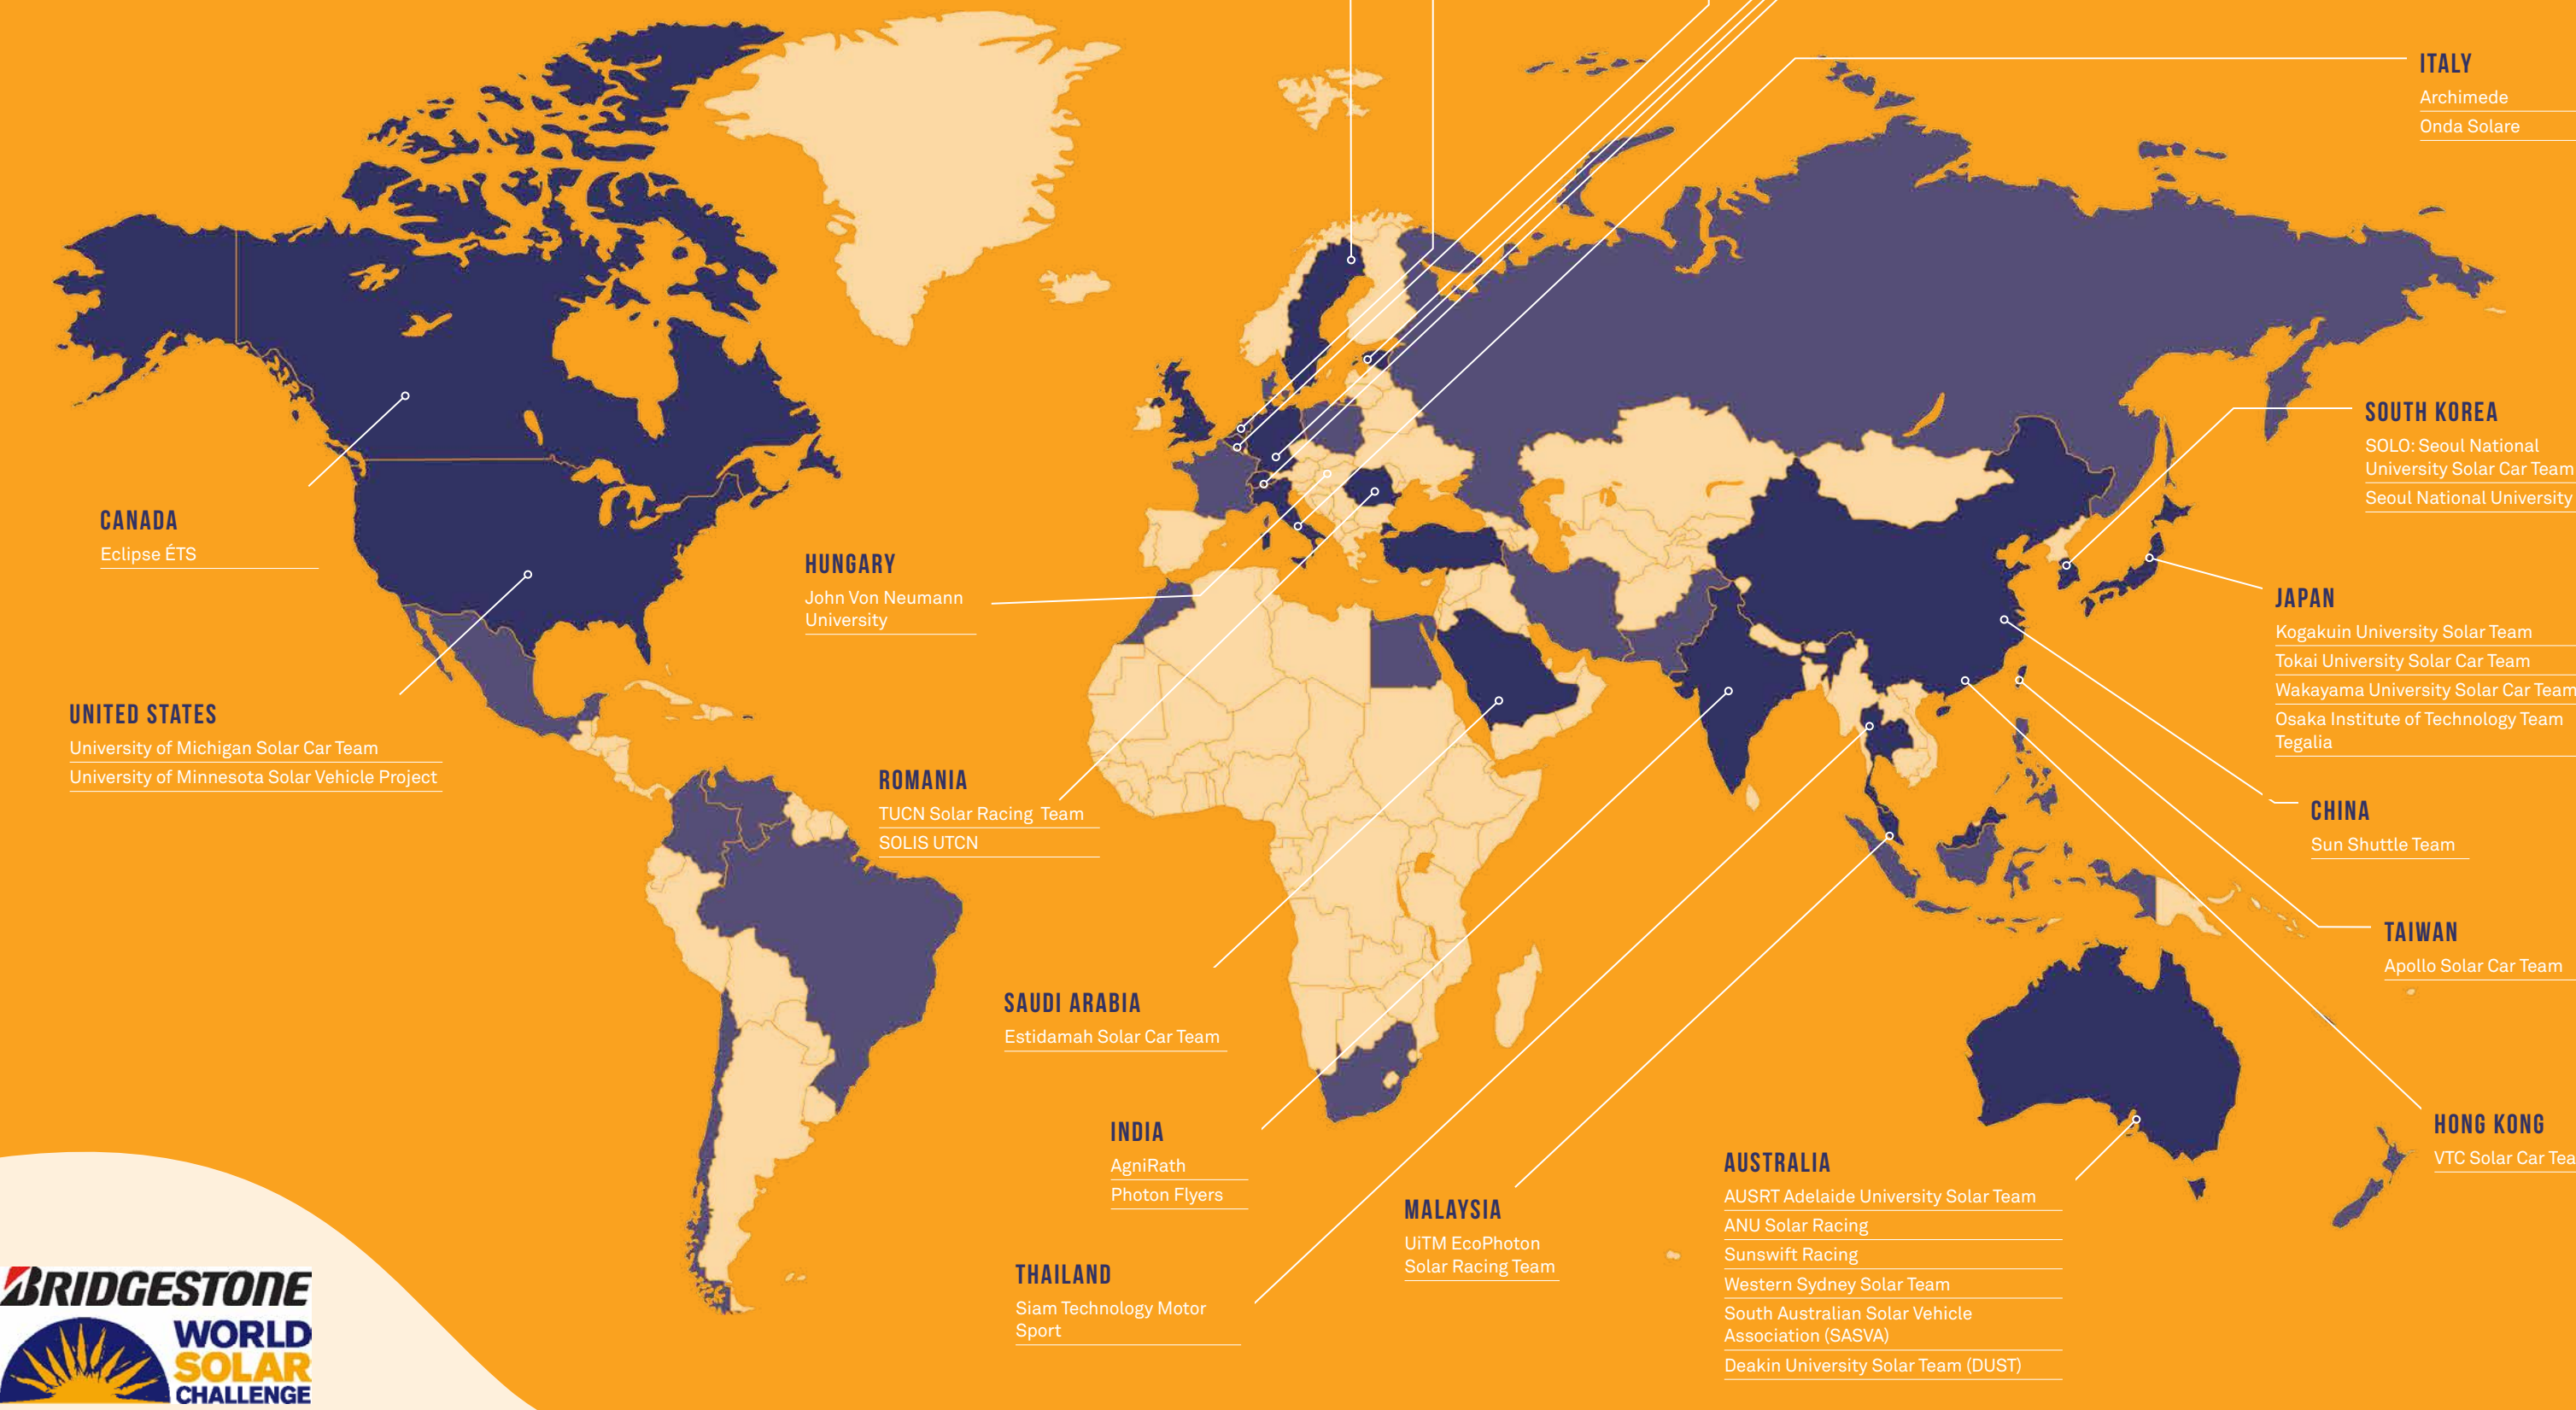 ITALY
Archimede
Onda Solare
SOUTH KOREA
SOLO: Seoul National
University Solar Car Team
Seoul National University
CANADA
Eclipse ÉTS
HUNGARY
John Von Neumann
University
JAPAN
Kogakuin University Solar Team
Tokai University Solar Car Team
Wakayama University Solar Car Team
Osaka Institute of Technology Team
Tegalia
UNITED STATES
University of Michigan Solar Car Team
University of Minnesota Solar Vehicle Project
ROMANIA
TUCN Solar Racing Team
SOLIS UTCN
CHINA
Sun Shuttle Team
TAIWAN
Apollo Solar Car Team
SAUDI ARABIA
Estidamah Solar Car Team
INDIA
AgniRath
Photon Flyers
HONG KONG
VTC Solar Car Tea
MALAYSIA
UiTM EcoPhoton
Solar Racing Team
AUSTRALIA
AUSRT Adelaide University Solar Team
ANU Solar Racing
Sunswift Racing
Western Sydney Solar Team
South Australian Solar Vehicle
Association (SASVA)
Deakin University Solar Team (DUST)
THAILAND
Siam Technology Motor
Sport
BRIDGESTONE
WORLD
SOLAR
CHALLENGE